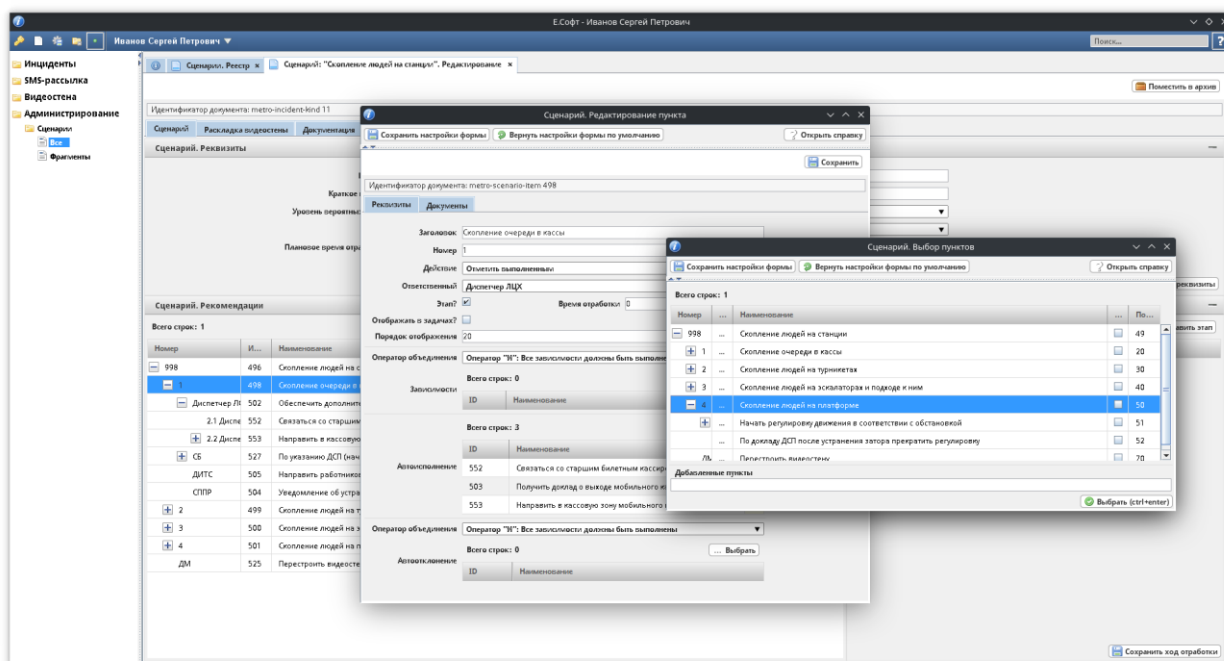 Е.Софт - Иванов Сергей Петрович
Иванов Сергей Петрович ▼
Поиск...
?
Инциденты
SMS-рассылка
Видеостена
Администрирование
Сценарии
Все
Фрагменты
Сценарии. Реестр ×
Сценарий: "Скопление людей на станции". Редактирование ×
Поместить в архив
Идентификатор документа: metro-incident-kind 11
Сценарий
Раскладка видеостены
Документация
Сценарий. Реквизиты
Краткое
Уровень
Плановое время
реквизиты
Сценарий. Рекомендации
Всего строк: 1
этап
Номер И... Наименование
998 496 Скопление людей на с
1 498 Скопление очереди в
Диспетчер 502 Обеспечить
2.1 Диспе 552 Связаться со старшим
2.2 Диспе 553 Направить в кассовую
СБ 527 По указанию ДСП (нач
ДИТС 505 Направить работников
СППР 504 Уведомление об устра
2 499 Скопление людей на т
3 500 Скопление людей на э
4 501 Скопление людей на п
ДМ 525 Перестроить видеосте
Сохранить ход отработки
Сценарий. Редактирование пункта
Сохранить настройки формы
Вернуть настройки формы по умолчанию
Открыть справку
Сохранить
Идентификатор документа: metro-scenario-item 498
Реквизиты
Документы
Заголовок Скопление очереди в кассы
Номер 1
Действие Отметить выполненным
Ответственный Диспетчер ЛЦХ
Этап? Время отработки 0
Отображать в задачах?
Порядок отображения 20
Оператор объединения Оператор "И": Все зависимости должны быть выполне
Всего строк: 0
Зависимости
ID Наименование
Всего строк: 3
Автоисполнение
ID Наименование
552 Связаться со старшим билетным кассир
503 Получить доклад о выходе мобильного к
553 Направить в кассовую зону мобильного
Оператор объединения Оператор "И": Все зависимости должны быть выполнены
Всего строк: 0
... Выбрать
Автоотклонение
ID Наименование
Сценарий. Выбор пунктов
Сохранить настройки формы
Вернуть настройки формы по умолчанию
Открыть справку
Всего строк: 1
Номер ... Наименование ... По...
998 ... Скопление людей на станции 49
1 ... Скопление очереди в кассы 20
2 ... Скопление людей на турникетах 30
3 ... Скопление людей на эскалаторах и подходе к ним 40
4 ... Скопление людей на платформе 50
... Начать регулировку движения в соответствии с обстановкой 51
... По докладу ДСП после устранения затора прекратить регулировку 52
... Перестроить видеостену 70
Добавленные пункты
Выбрать (ctrl+enter)